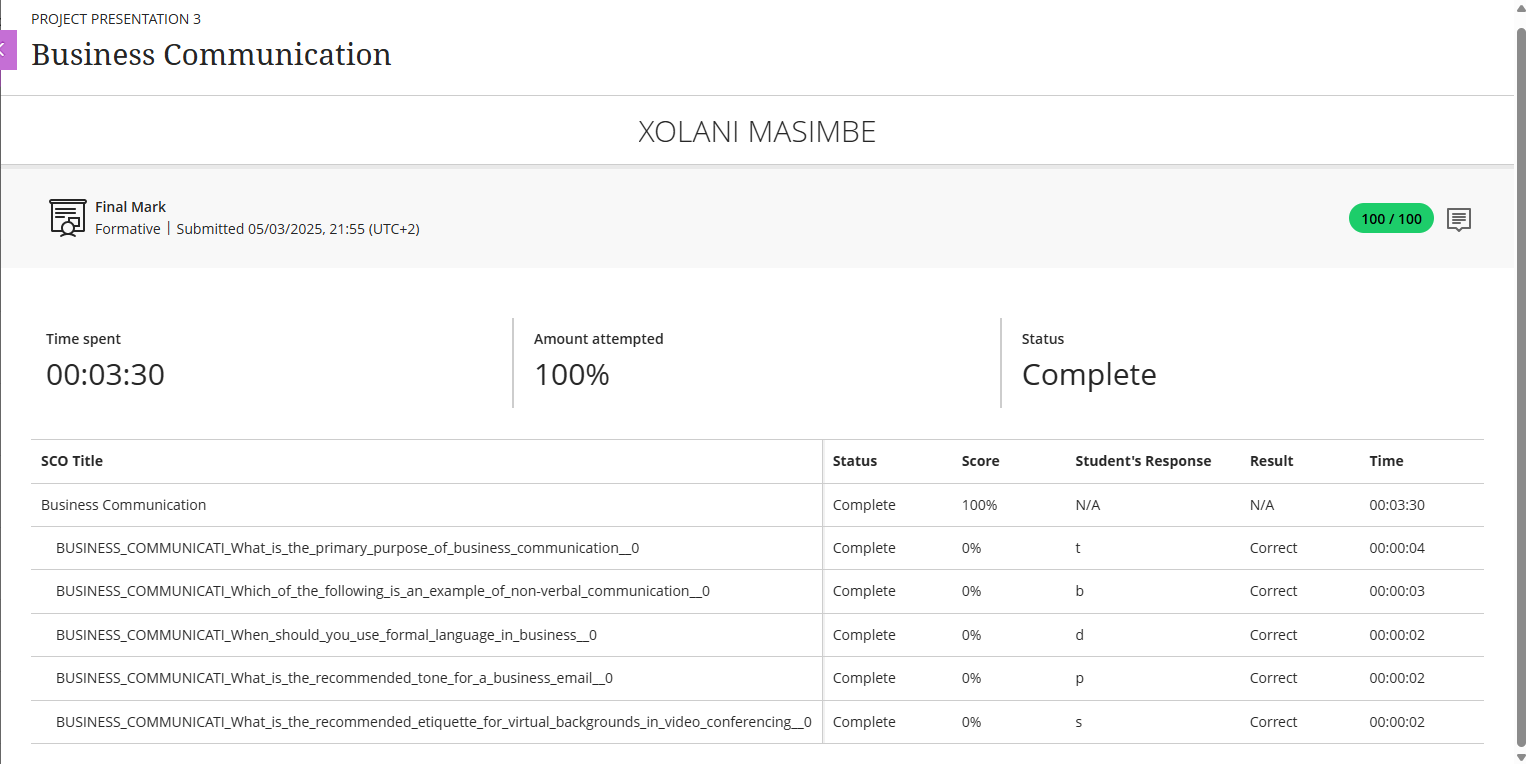 PROJECT PRESENTATION 3
Business Communication
XOLANI MASIMBE
Final Mark
Formative | Submitted 05/03/2025, 21:55 (UTC+2)
100 / 100
Time spent
00:03:30
Amount attempted
100%
Status
Complete
SCO Title Status Score Student's Response Result Time
Business Communication Complete 100% N/A N/A 00:03:30
BUSINESS_COMMUNICATI_What_is_the_primary_purpose_of_business_communication__0 Complete 0% t Correct 00:00:04
BUSINESS_COMMUNICATI_Which_of_the_following_is_an_example_of_non-verbal_communication__0 Complete 0% b Correct 00:00:03
BUSINESS_COMMUNICATI_When_should_you_use_formal_language_in_business__0 Complete 0% d Correct 00:00:02
BUSINESS_COMMUNICATI_What_is_the_recommended_tone_for_a_business_email__0 Complete 0% p Correct 00:00:02
BUSINESS_COMMUNICATI_What_is_the_recommended_etiquette_for_virtual_backgrounds_in_video_conferencing__0 Complete 0% s Correct 00:00:02